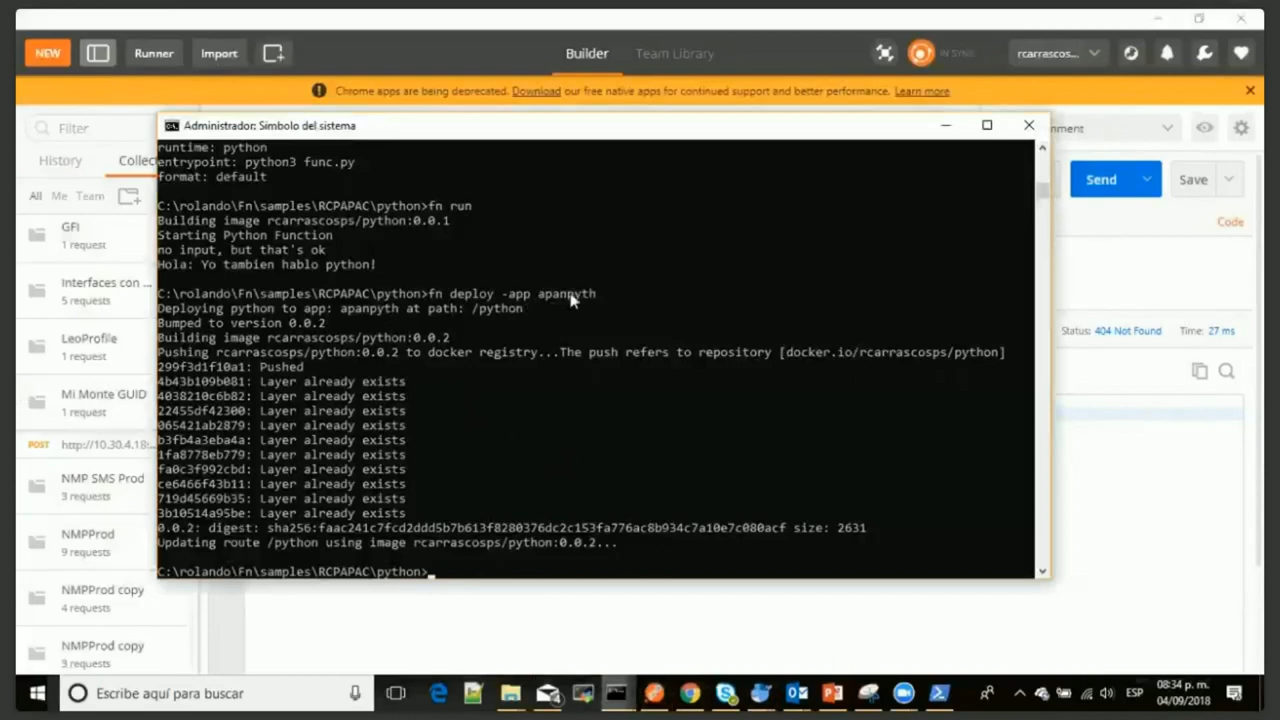 NEW Runner Import Builder Team Library IN SYNC rcarrascos...
Chrome apps are being deprecated. Download our free native apps for continued support and better performance. Learn more
Filter
Administrador: Símbolo del sistema
nment
History Collec
Send Save
All Me Team
Code
GFI
1 request
Interfaces con ...
5 requests
LeoProfile
1 request
Status: 404 Not Found Time: 27 ms
Mi Monte GUID
1 request
POST http://10.30.4.18:...
NMP SMS Prod
3 requests
NMPProd
9 requests
NMPProd copy
4 requests
NMPProd copy
3 requests
runtime: python
entrypoint: python3 func.py
format: default
C:\rolando\Fn\samples\RCPAPAC\python>fn run
Building image rcarrascosps/python:0.0.1
Starting Python Function
no input, but that's ok
Hola: Yo tambien hablo python!
C:\rolando\Fn\samples\RCPAPAC\python>fn deploy -app apanpyth
Deploying python to app: apanpyth at path: /python
Bumped to version 0.0.2
Building image rcarrascosps/python:0.0.2
Pushing rcarrascosps/python:0.0.2 to docker registry...The push refers to repository [docker.io/rcarrascosps/python]
299f3d1f10a1: Pushed
4b43b109b081: Layer already exists
4038210c6b82: Layer already exists
22455df42300: Layer already exists
065421ab2879: Layer already exists
b3fb4a3eba4a: Layer already exists
1fa8778eb779: Layer already exists
fa0c3f992cbd: Layer already exists
ce6466f43b11: Layer already exists
719d45669b35: Layer already exists
3b10514a95be: Layer already exists
0.0.2: digest: sha256:faac241c7fcd2ddd5b7b613f8280376dc2c153fa776ac8b934c7a10e7c080acf size: 2631
Updating route /python using image rcarrascosps/python:0.0.2...
C:\rolando\Fn\samples\RCPAPAC\python>
Escribe aquí para buscar
ESP
08:34 p. m.
04/09/2018